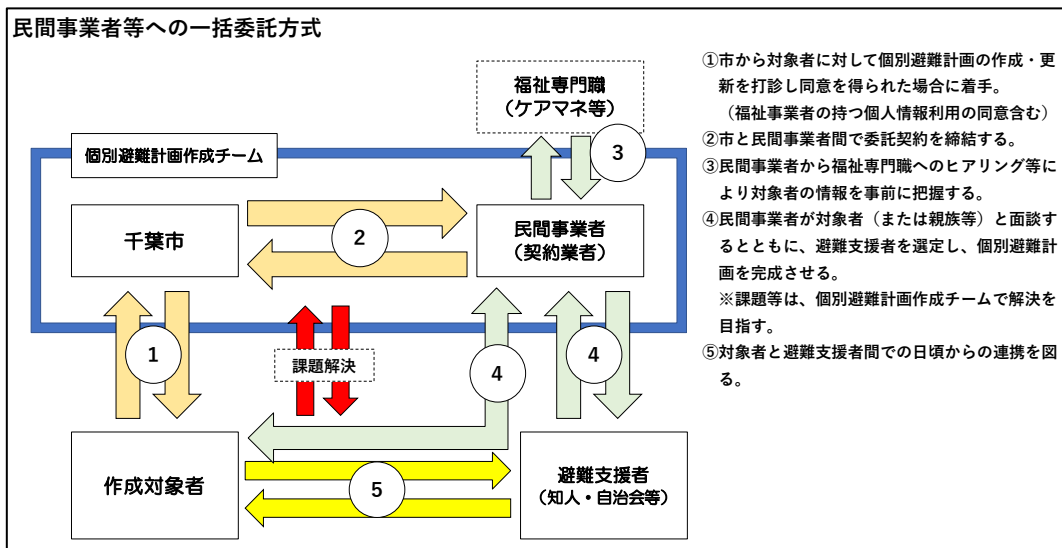 民間事業者等への一括委託方式
福祉専門職
（ケアマネ等）
3
個別避難計画作成チーム
千葉市
2
民間事業者
（契約業者）
1
課題解決
4
4
作成対象者
5
避難支援者
（知人・自治会等）
①市から対象者に対して個別避難計画の作成・更
新を打診し同意を得られた場合に着手。
（福祉事業者の持つ個人情報利用の同意含む）
②市と民間事業者間で委託契約を締結する。
③民間事業者から福祉専門職へのヒアリング等によ
り対象者の情報を事前に把握する。
④民間事業者が対象者（または親族等）と面談す
るとともに、避難支援者を選定し、個別避難計
画を完成させる。
※課題等は、個別避難計画作成チームで解決を
目指す。
⑤対象者と避難支援者間での日頃からの連携を図
る。